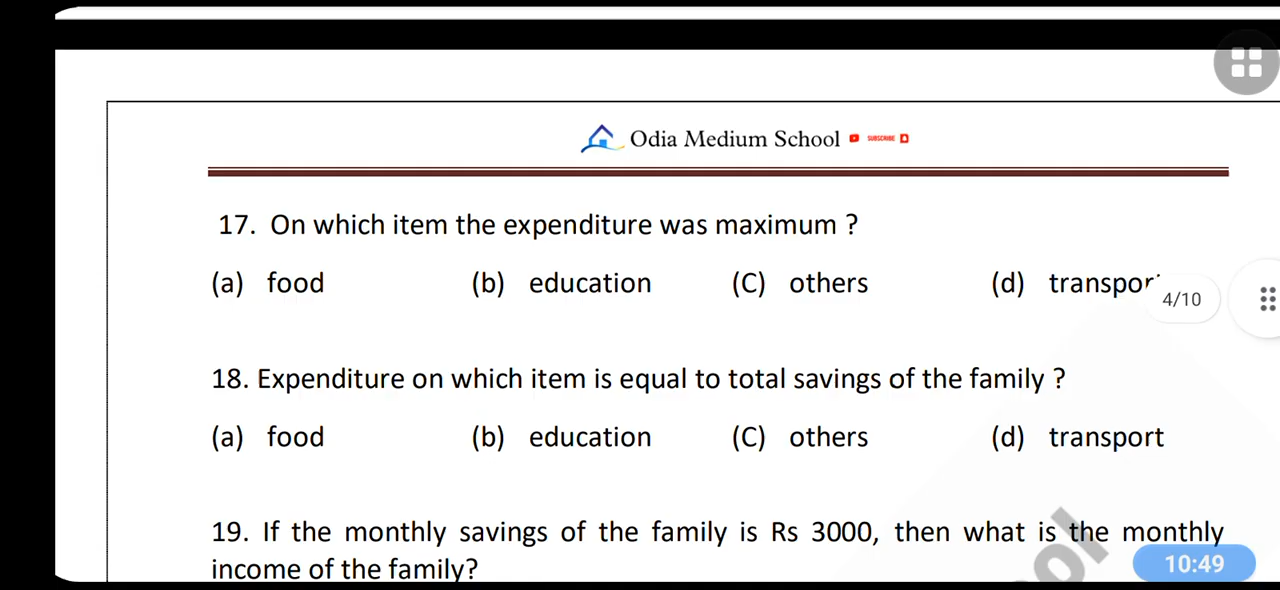 Odia Medium School SUBSCRIBE
17. On which item the expenditure was maximum ?
(a) food (b) education (C) others (d) transport
4/10
18. Expenditure on which item is equal to total savings of the family ?
(a) food (b) education (C) others (d) transport
19. If the monthly savings of the family is Rs 3000, then what is the monthly
income of the family?
10:49